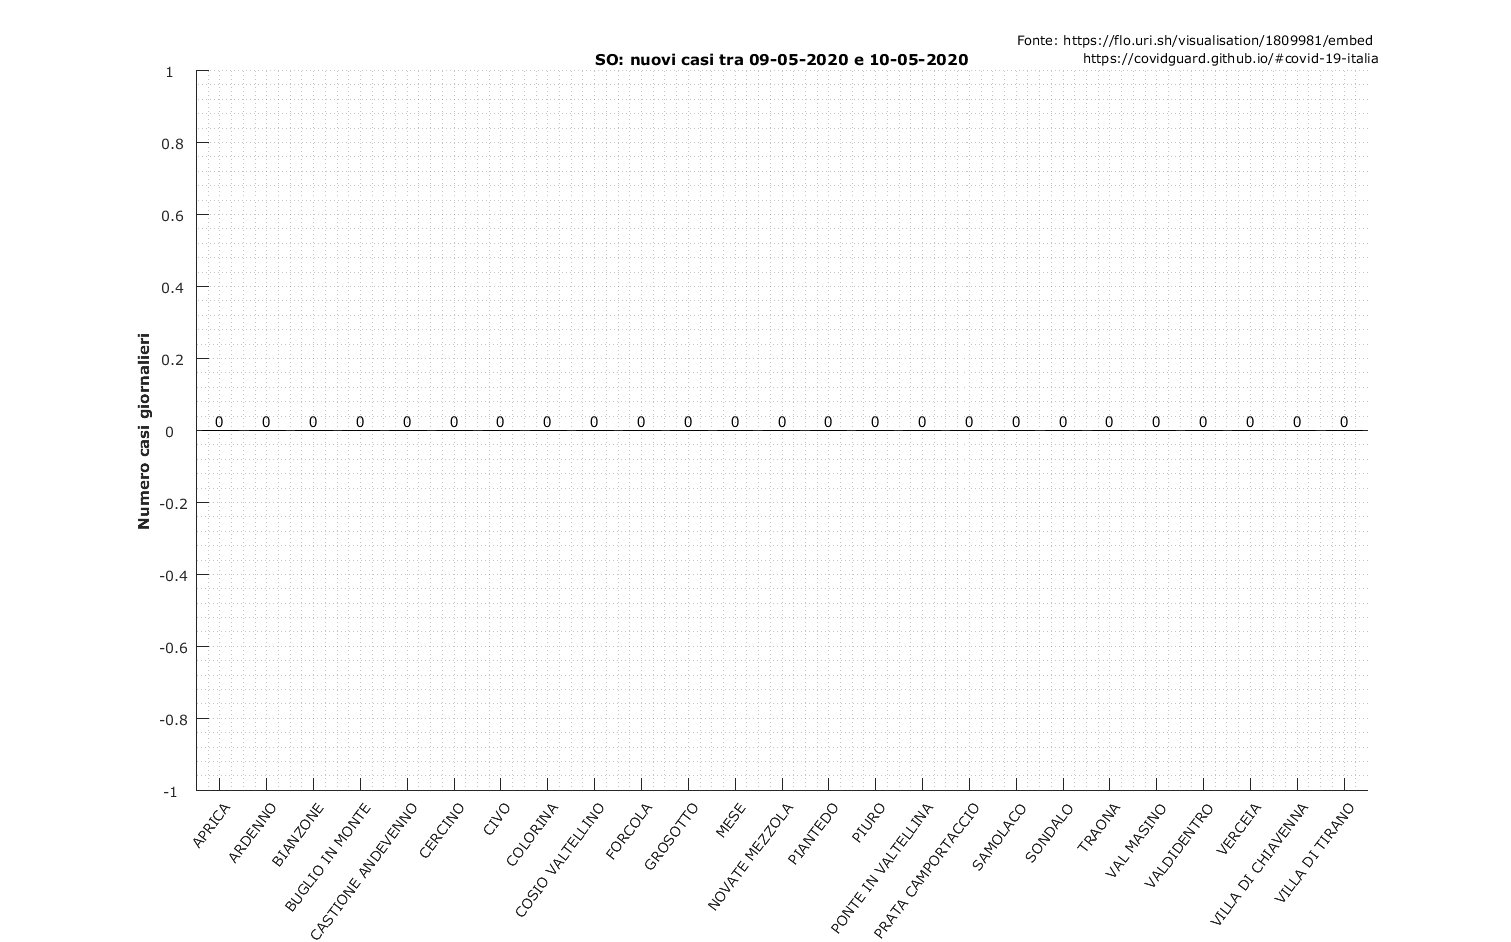 Fonte: https://flo.uri.sh/visualisation/1809981/embed
https://covidguard.github.io/#covid-19-italia
SO: nuovi casi tra 09-05-2020 e 10-05-2020
Numero casi giornalieri
1
0.8
0.6
0.4
0.2
0
-0.2
-0.4
-0.6
-0.8
-1
0 0 0 0 0 0 0 0 0 0 0 0 0 0 0 0 0 0 0 0 0 0 0 0 0
APRICA
ARDENNO
BIANZONE
BUGLIO IN MONTE
CASTIONE ANDEVENNO
CERCINO
CIVO
COLORINA
COSIO VALTELLINO
FORCOLA
GROSOTTO
MESE
NOVATE MEZZOLA
PIANTEDO
PIURO
PONTE IN VALTELLINA
PRATA CAMPORTACCIO
SAMOLACO
SONDALO
TRAONA
VAL MASINO
VALDIDENTRO
VERCEIA
VILLA DI CHIAVENNA
VILLA DI TIRANO